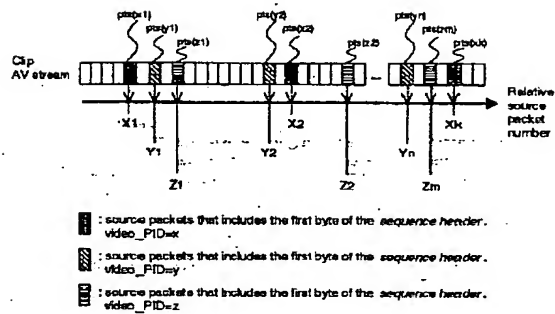 pts(x1)
pts(y1)
pts(z1)
pts(y2)
pts(x2)
pts(z2)
pts(yn)
pts(zm)
pts(xk)
Clip
AV stream
X1
Y1
Z1
Y2
X2
Z2
Yn
Zm
Xk
Relative
source
packet
number
: source packets that includes the first byte of the sequence header.
video_PID=x
: source packets that includes the first byte of the sequence header.
video_PID=y
: source packets that includes the first byte of the sequence header.
video_PID=z